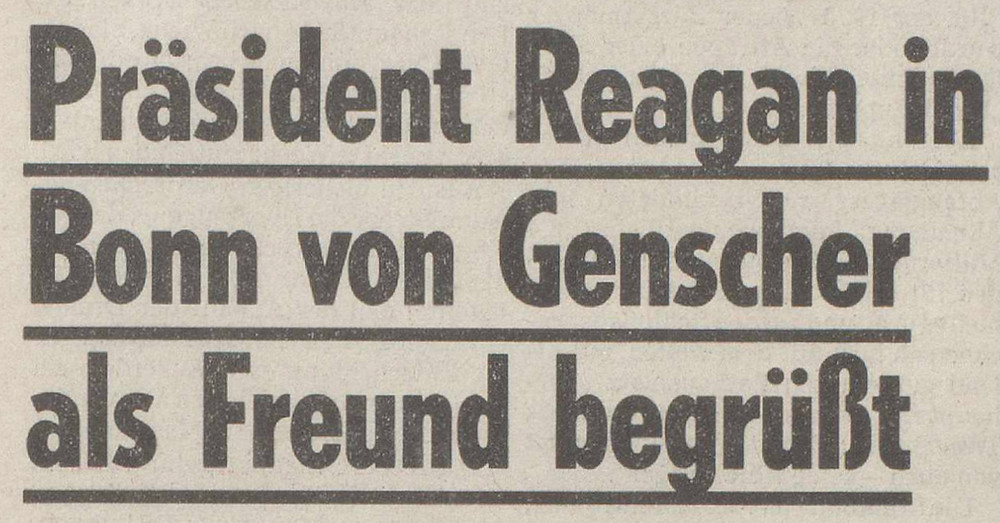 Präsident Reagan in
Bonn von Genscher
als Freund begrüßt